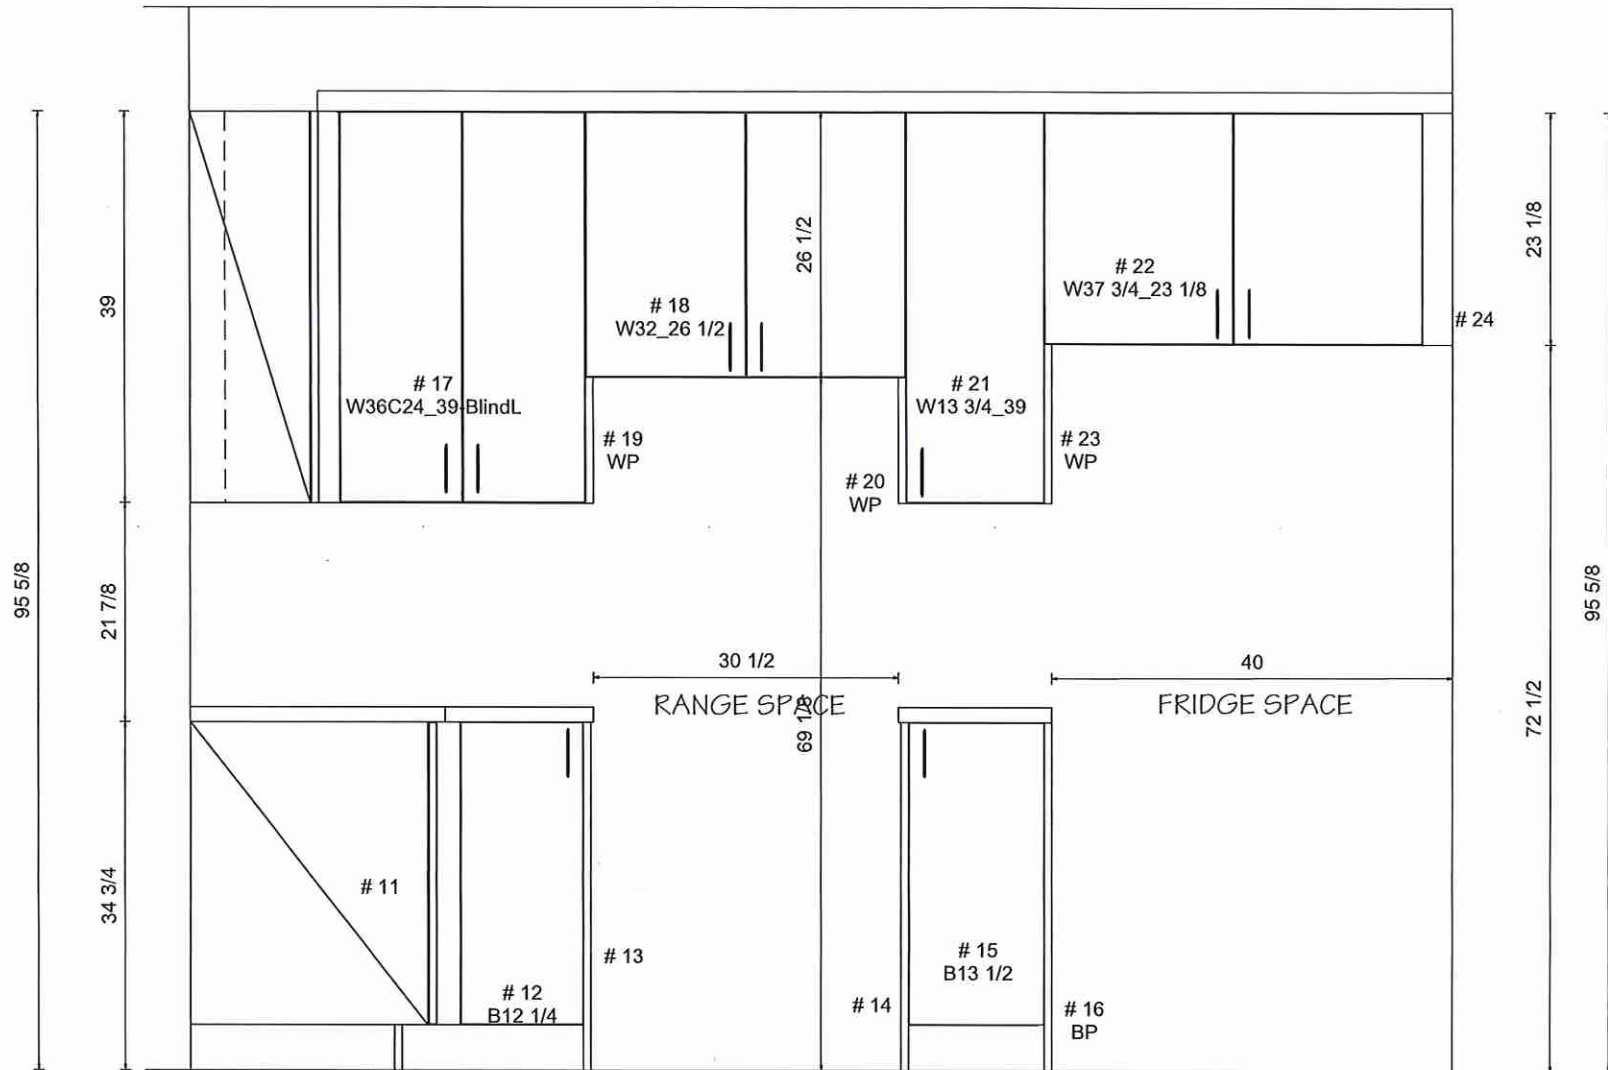 26 1/2
23 1/8
39
# 22
W37 3/4_23 1/8
# 18
W32_26 1/2
# 24
# 17
W36C24_39-BlindL
# 21
W13 3/4_39
# 19
WP
# 23
WP
# 20
WP
95 5/8
21 7/8
95 5/8
30 1/2
40
RANGE SPACE
FRIDGE SPACE
69 1/8
72 1/2
34 3/4
# 11
# 13
# 15
B13 1/2
# 12
B12 1/4
# 14
# 16
BP